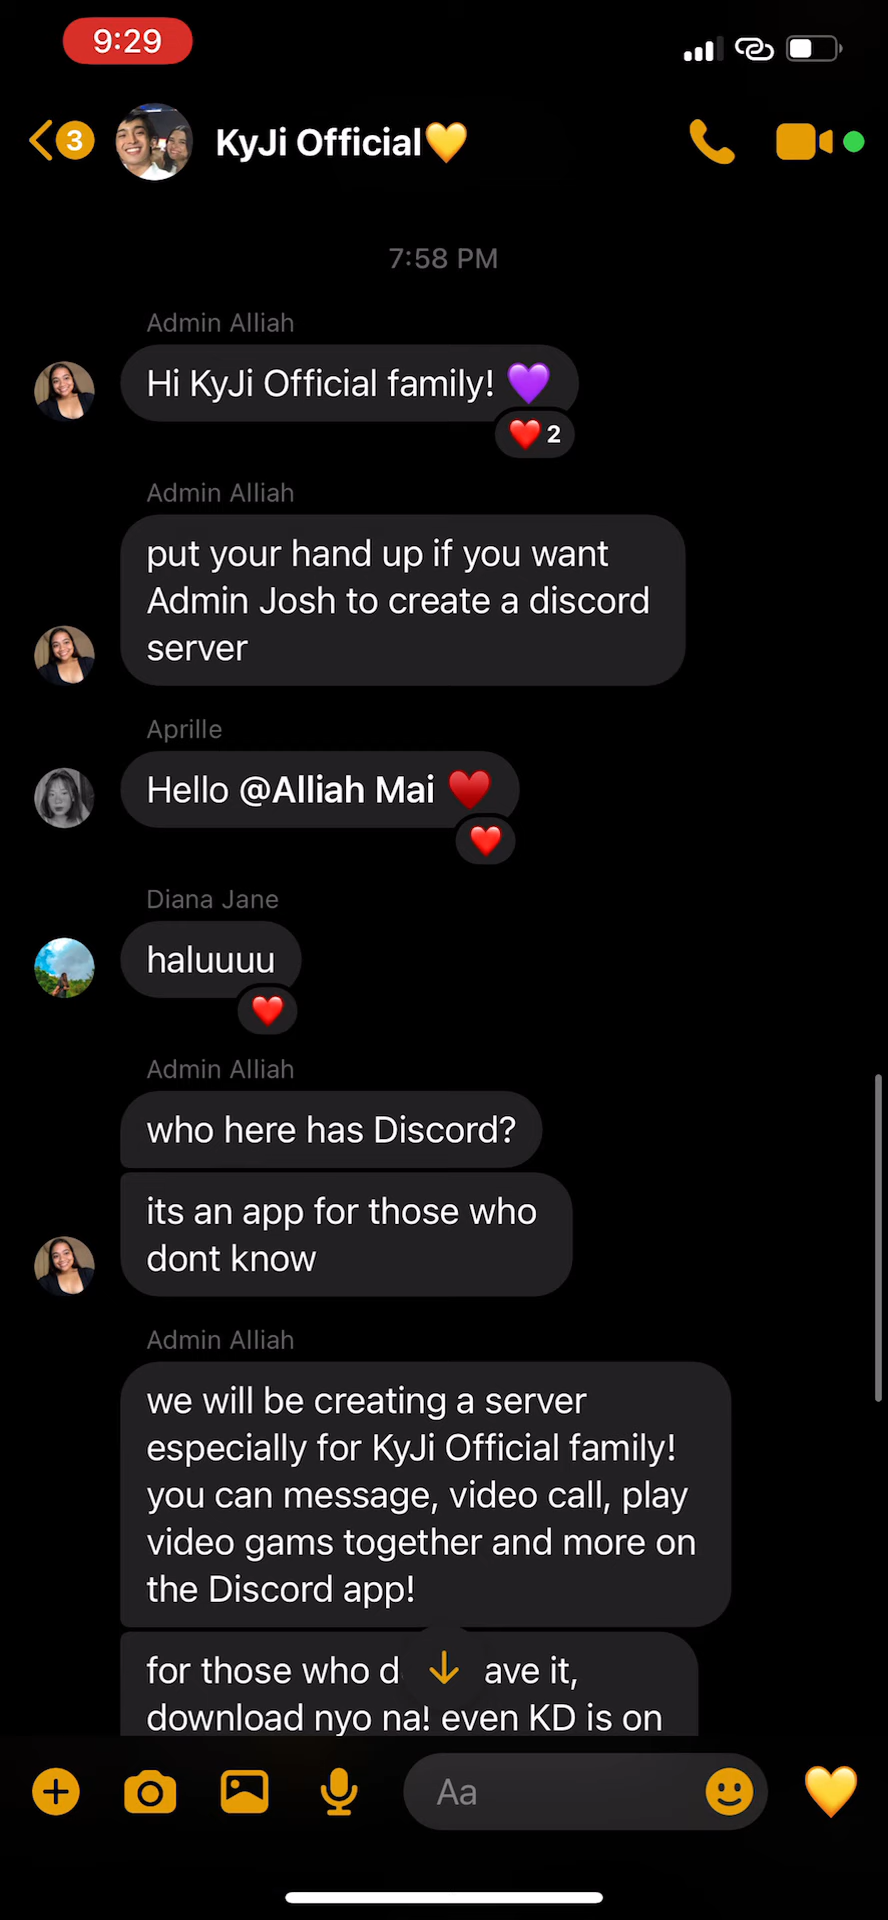 9:29
3
KyJi Official💛
7:58 PM
Admin Alliah
Hi KyJi Official family! 💜
❤️ 2
Admin Alliah
put your hand up if you want
Admin Josh to create a discord
server
Aprille
Hello @Alliah Mai ♥️
❤️
Diana Jane
haluuuu
❤️
Admin Alliah
who here has Discord?
its an app for those who
dont know
Admin Alliah
we will be creating a server
especially for KyJi Official family!
you can message, video call, play
video gams together and more on
the Discord app!
for those who d ave it,
download nyo na! even KD is on
Aa